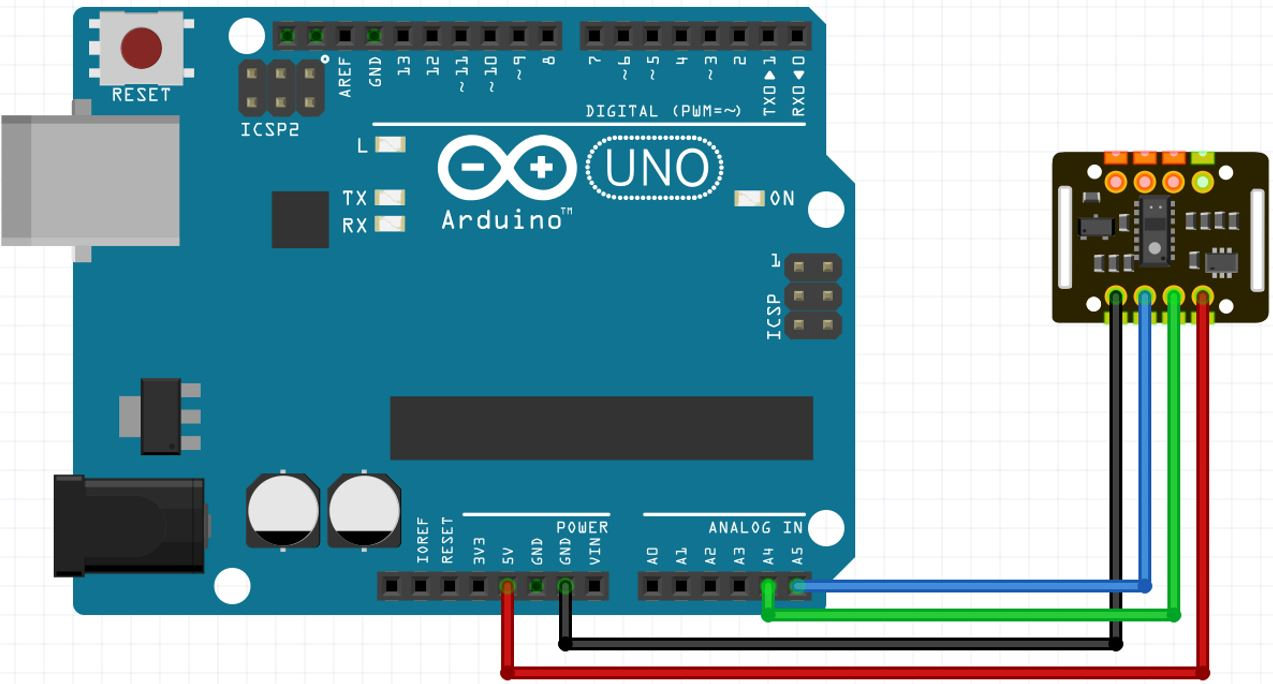 RESET
ICSP2
AREF
GND
13
12
~11
~10
~9
8
7
~6
~5
4
~3
2
TX0▶1
RX0◀0
DIGITAL (PWM=~)
L
TX
RX
UNO
Arduino™
ON
1
ICSP
POWER
ANALOG IN
IOREF
RESET
3V3
5V
GND
GND
VIN
A0
A1
A2
A3
A4
A5